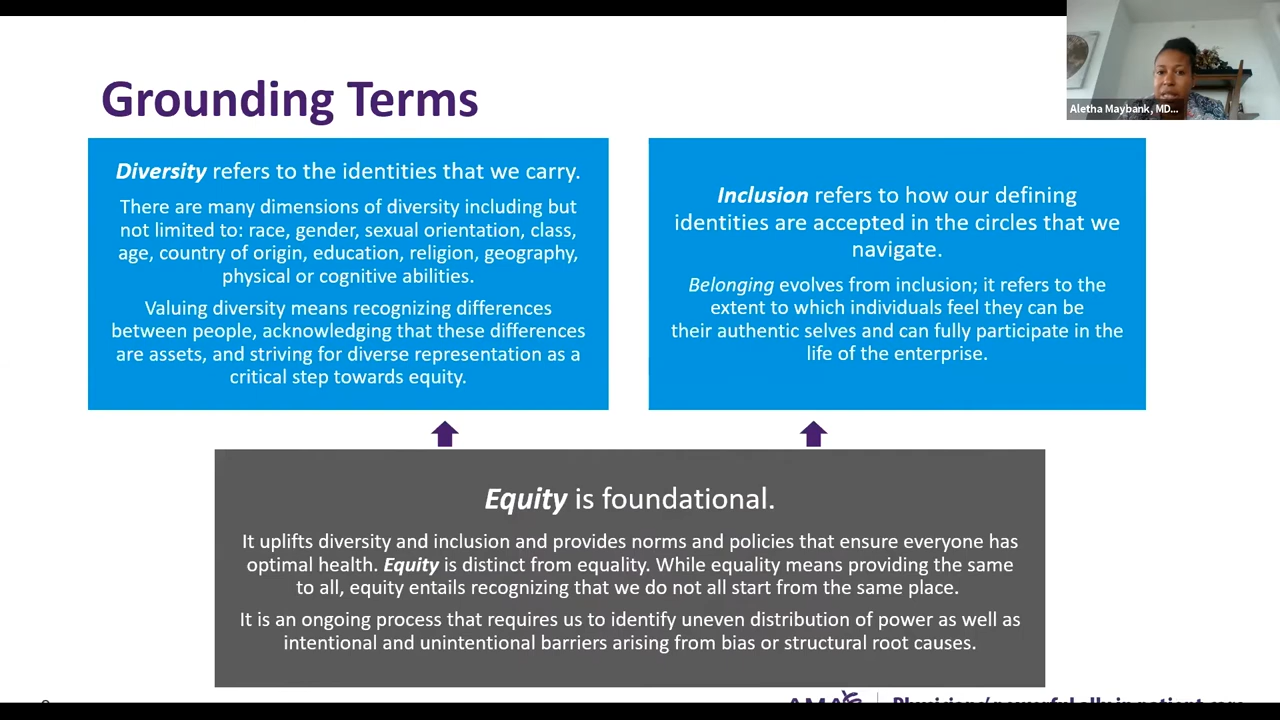 Grounding Terms
Aletha Maybank, MD...
Diversity refers to the identities that we carry.
There are many dimensions of diversity including but
not limited to: race, gender, sexual orientation, class,
age, country of origin, education, religion, geography,
physical or cognitive abilities.
Valuing diversity means recognizing differences
between people, acknowledging that these differences
are assets, and striving for diverse representation as a
critical step towards equity.
Inclusion refers to how our defining
identities are accepted in the circles that we
navigate.
Belonging evolves from inclusion; it refers to the
extent to which individuals feel they can be
their authentic selves and can fully participate in the
life of the enterprise.
Equity is foundational.
It uplifts diversity and inclusion and provides norms and policies that ensure everyone has
optimal health. Equity is distinct from equality. While equality means providing the same
to all, equity entails recognizing that we do not all start from the same place.
It is an ongoing process that requires us to identify uneven distribution of power as well as
intentional and unintentional barriers arising from bias or structural root causes.
AMA
Physicians' powerful ally in patient care